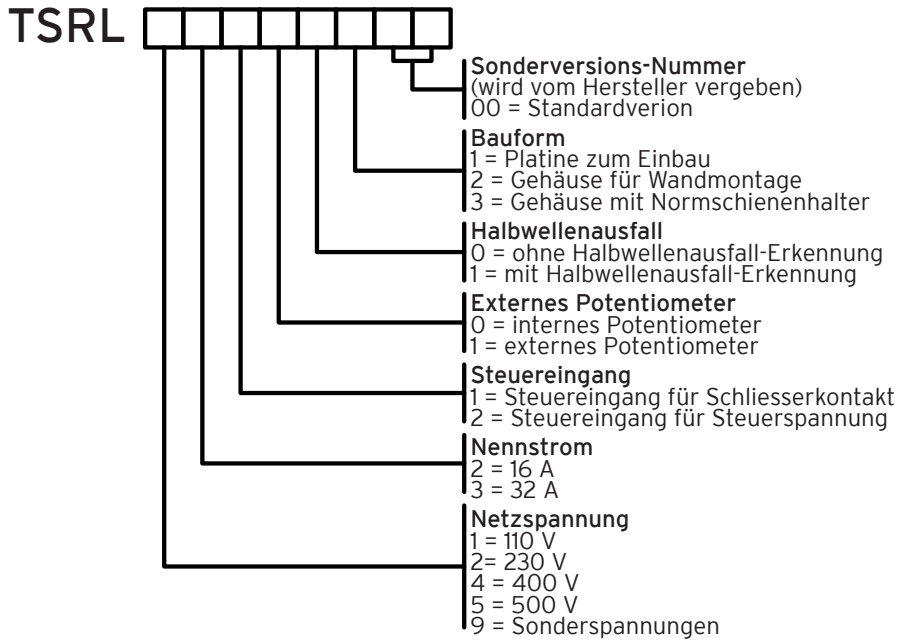 TSRL
Sonderversions-Nummer
(wird vom Hersteller vergeben)
00 = Standardverion
Bauform
1 = Platine zum Einbau
2 = Gehäuse für Wandmontage
3 = Gehäuse mit Normschienenhalter
Halbwellenausfall
0 = ohne Halbwellenausfall-Erkennung
1 = mit Halbwellenausfall-Erkennung
Externes Potentiometer
0 = internes Potentiometer
1 = externes Potentiometer
Steuereingang
1 = Steuereingang für Schliesserkontakt
2 = Steuereingang für Steuerspannung
Nennstrom
2 = 16 A
3 = 32 A
Netzspannung
1 = 110 V
2= 230 V
4 = 400 V
5 = 500 V
9 = Sonderspannungen